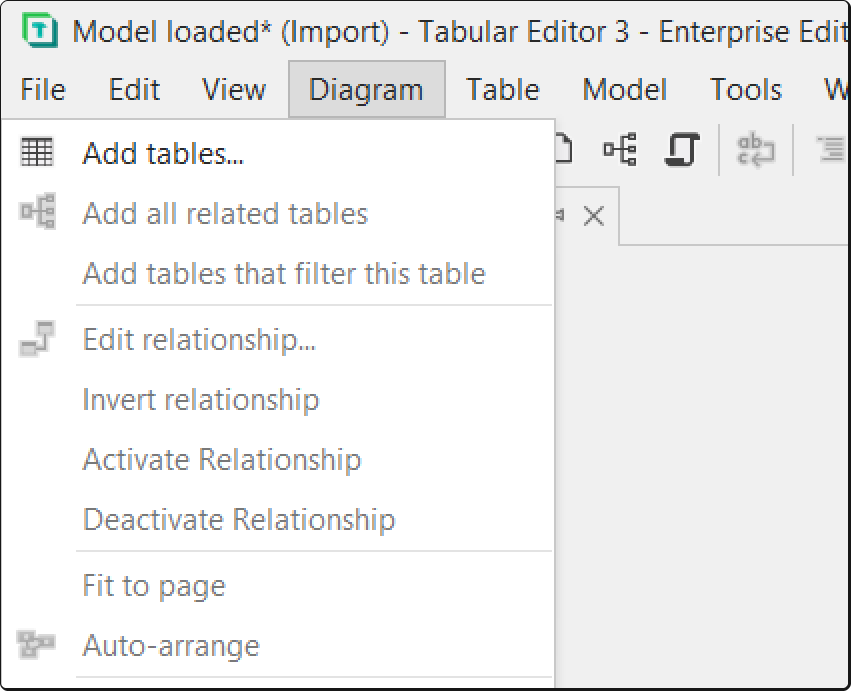 Model loaded* (Import) - Tabular Editor 3 - Enterprise Edit
File Edit View Diagram Table Model Tools W
Add tables...
Add all related tables
Add tables that filter this table
Edit relationship...
Invert relationship
Activate Relationship
Deactivate Relationship
Fit to page
Auto-arrange